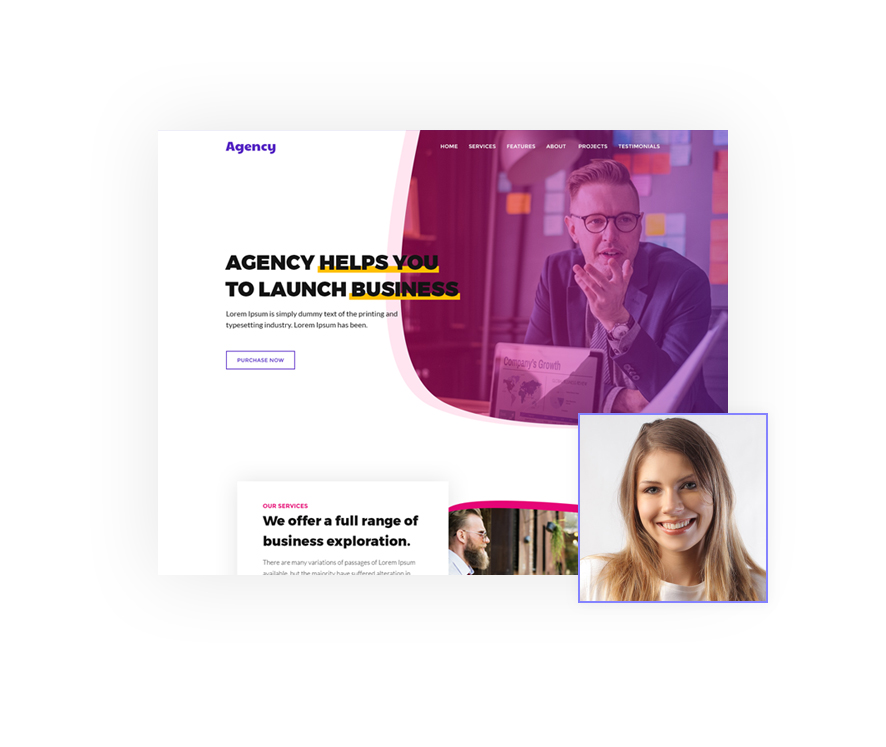 Agency
HOME SERVICES FEATURES ABOUT PROJECTS TESTIMONIALS
AGENCY HELPS YOU
TO LAUNCH BUSINESS
Lorem Ipsum is simply dummy text of the printing and
typesetting industry. Lorem Ipsum has been.
PURCHASE NOW
Company's Growth
OUR SERVICES
We offer a full range of
business exploration.
There are many variations of passages of Lorem Ipsum
available, but the majority have suffered alteration in